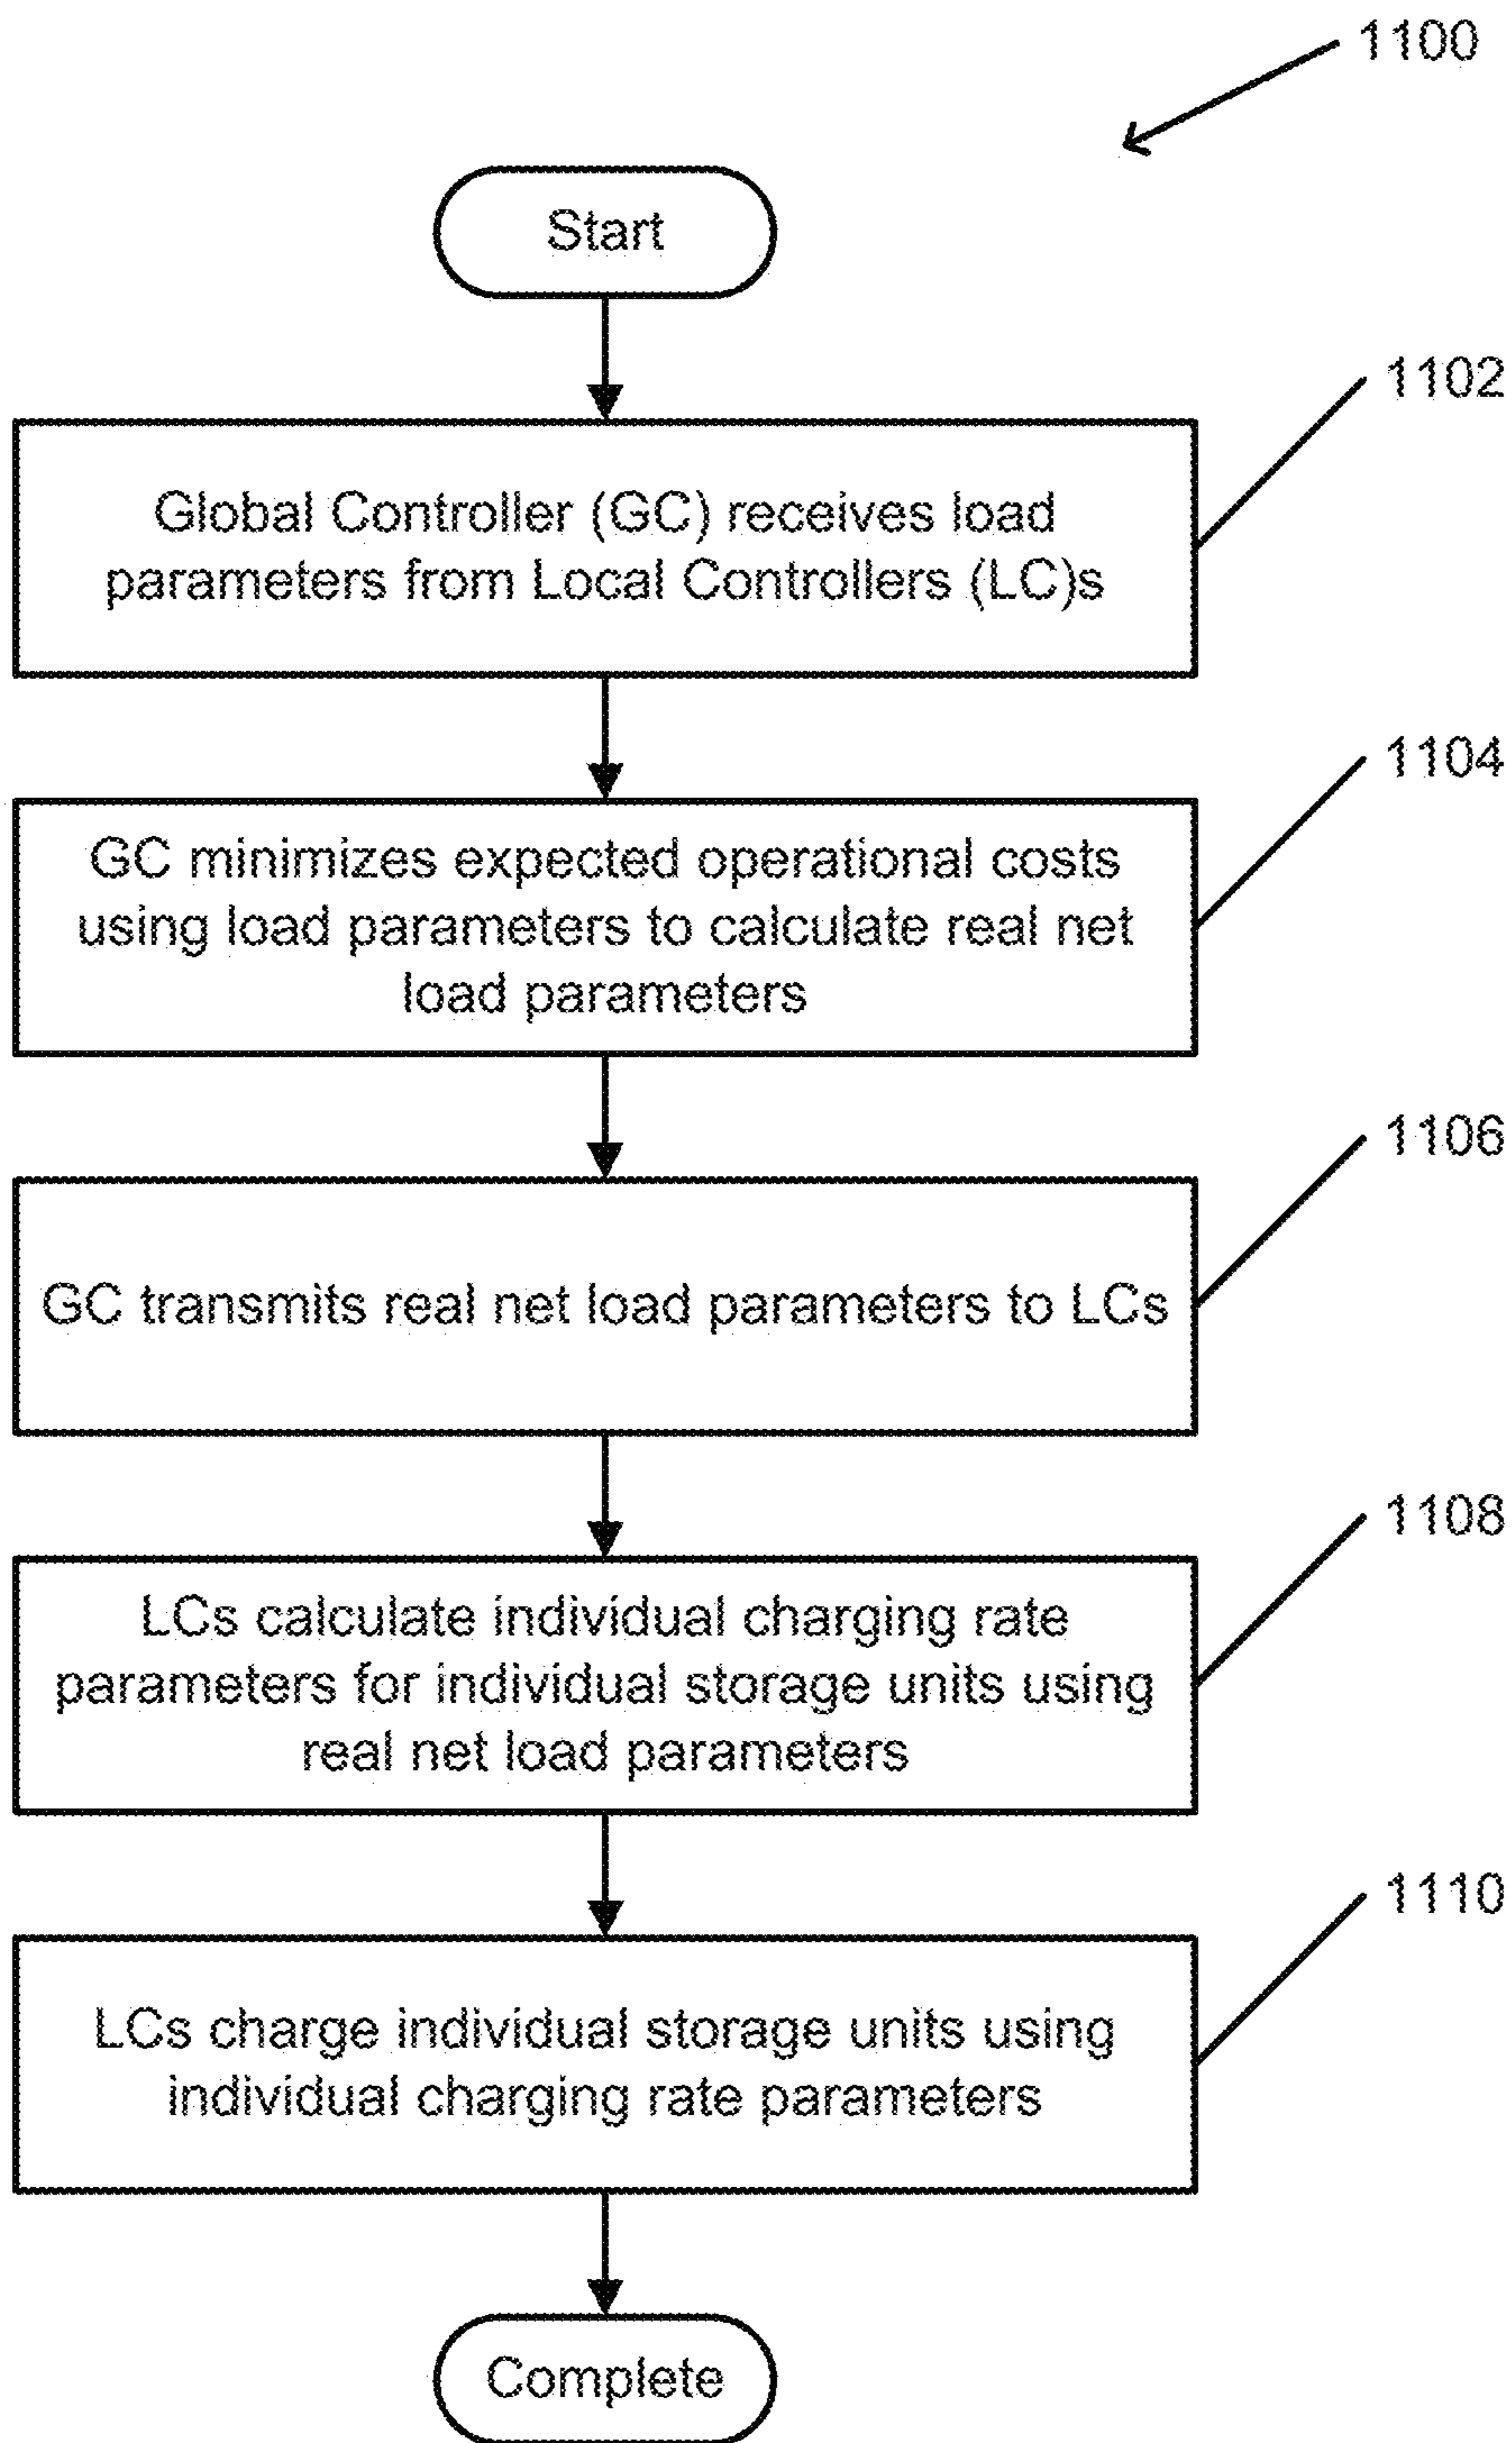 1100
Start
1102
Global Controller (GC) receives load
parameters from Local Controllers (LC)s
1104
GC minimizes expected operational costs
using load parameters to calculate real net
load parameters
1106
GC transmits real net load parameters to LCs
1108
LCs calculate individual charging rate
parameters for individual storage units using
real net load parameters
1110
LCs charge individual storage units using
individual charging rate parameters
Complete